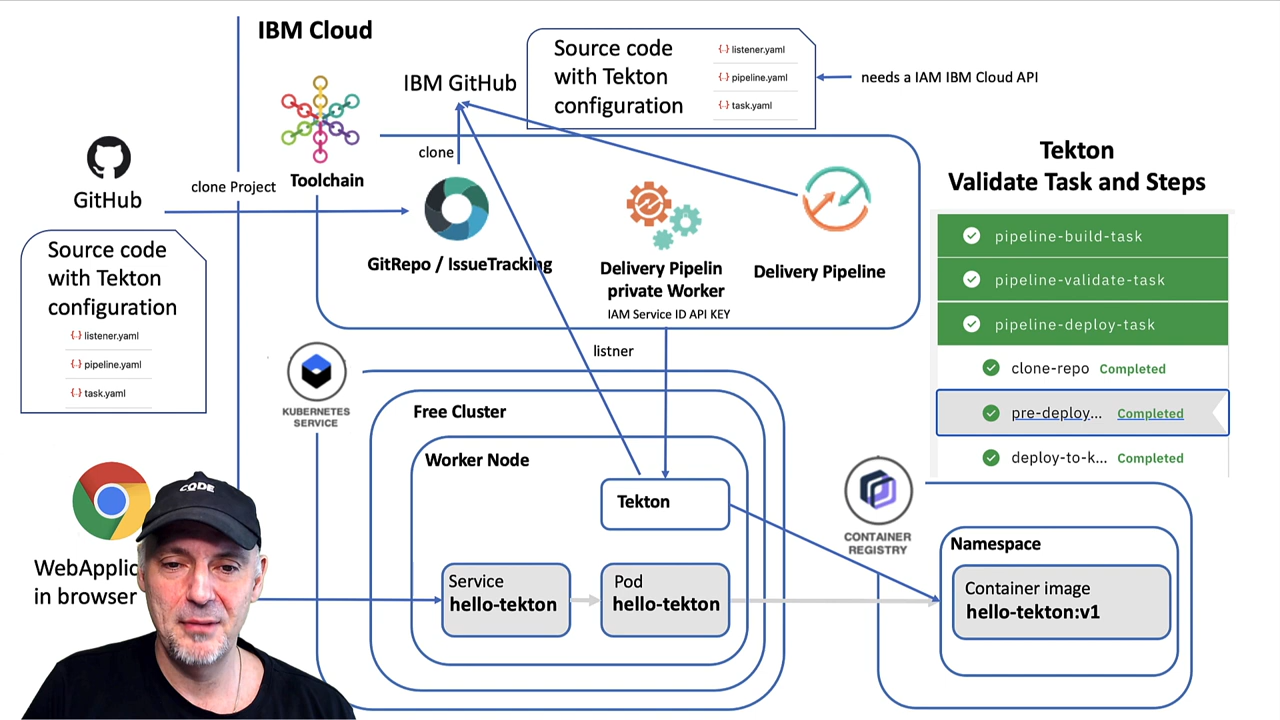 IBM Cloud
Source code
with Tekton
configuration
{..} listener.yaml
{..} pipeline.yaml
{..} task.yaml
needs a IAM IBM Cloud API
IBM GitHub
clone
Toolchain
GitHub
clone Project
GitRepo / IssueTracking
Delivery Pipelin
private Worker
IAM Service ID API KEY
Delivery Pipeline
Tekton
Validate Task and Steps
pipeline-build-task
pipeline-validate-task
pipeline-deploy-task
clone-repo Completed
pre-deploy... Completed
deploy-to-k... Completed
Source code
with Tekton
configuration
{..} listener.yaml
{..} pipeline.yaml
{..} task.yaml
listner
KUBERNETES
SERVICE
Free Cluster
Worker Node
Tekton
Service
hello-tekton
Pod
hello-tekton
CONTAINER
REGISTRY
Namespace
Container image
hello-tekton:v1
WebApplic
in browser
CODE